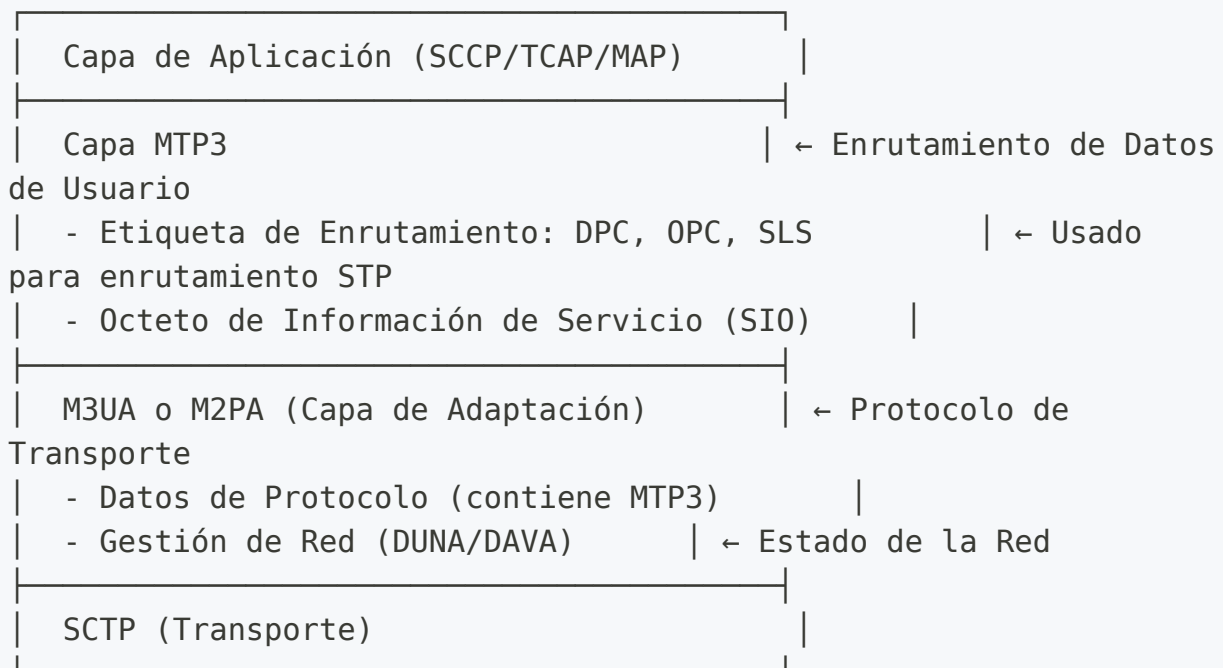 ┌──────────────────────────────────────────┐
│  Capa de Aplicación (SCCP/TCAP/MAP)      │
├──────────────────────────────────────────┤
│  Capa MTP3                             │ ← Enrutamiento de Datos
de Usuario
│  - Etiqueta de Enrutamiento: DPC, OPC, SLS         │ ← Usado
para enrutamiento STP
│  - Octeto de Información de Servicio (SIO)     │
├──────────────────────────────────────────┤
│  M3UA o M2PA (Capa de Adaptación)       │ ← Protocolo de
Transporte
│  - Datos de Protocolo (contiene MTP3)       │
│  - Gestión de Red (DUNA/DAVA)      │ ← Estado de la Red
├──────────────────────────────────────────┤
│  SCTP (Transporte)                       │